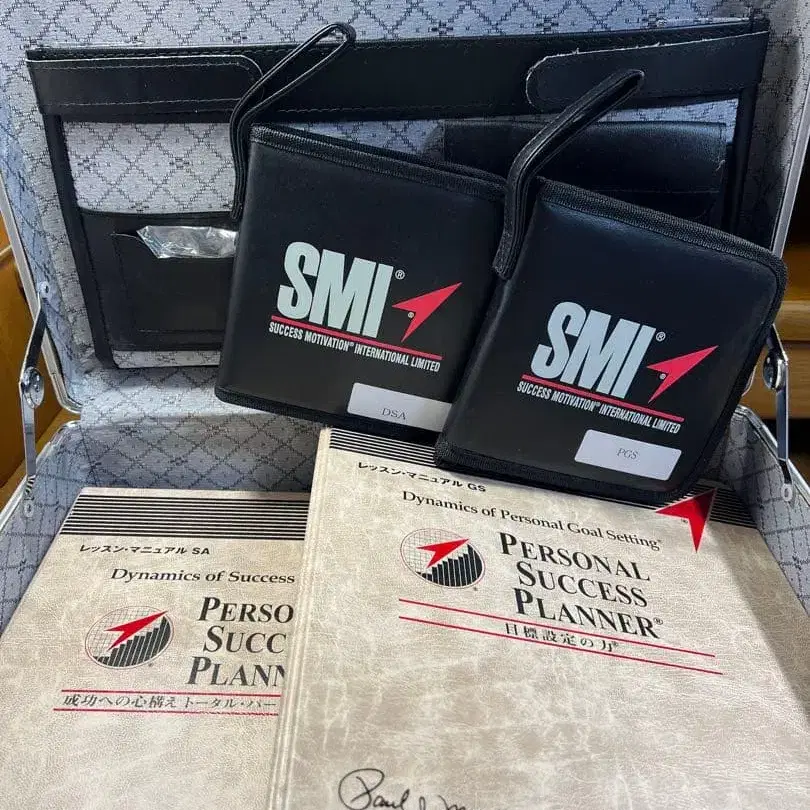 SMI®
®
SUCCESS MOTIVATION® INTERNATIONAL LIMITED
DSA
SMI®
®
SUCCESS MOTIVATION® INTERNATIONAL LIMITED
PGS
レッスン・マニュアル SA
Dynamics of Success
PERSO
SUCC
PLANN
®
成功への心構え トータル・パー
レッスン・マニュアル GS
Dynamics of Personal Goal Setting®
PERSONAL
SUCCESS
PLANNER®
®
目標設定の力®
Paul